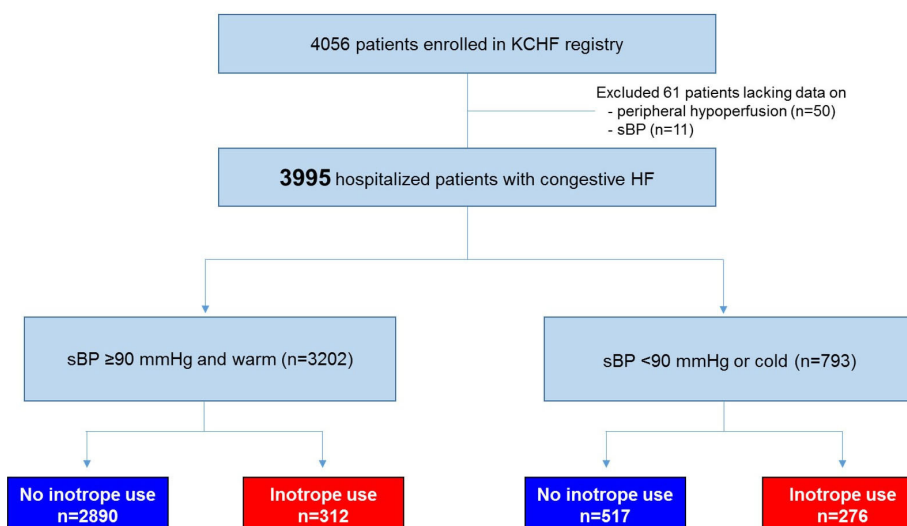 4056 patients enrolled in KCHF registry
Excluded 61 patients lacking data on
- peripheral hypoperfusion (n=50)
- sBP (n=11)
3995 hospitalized patients with congestive HF
sBP ≥90 mmHg and warm (n=3202)
sBP <90 mmHg or cold (n=793)
No inotrope use
n=2890
Inotrope use
n=312
No inotrope use
n=517
Inotrope use
n=276